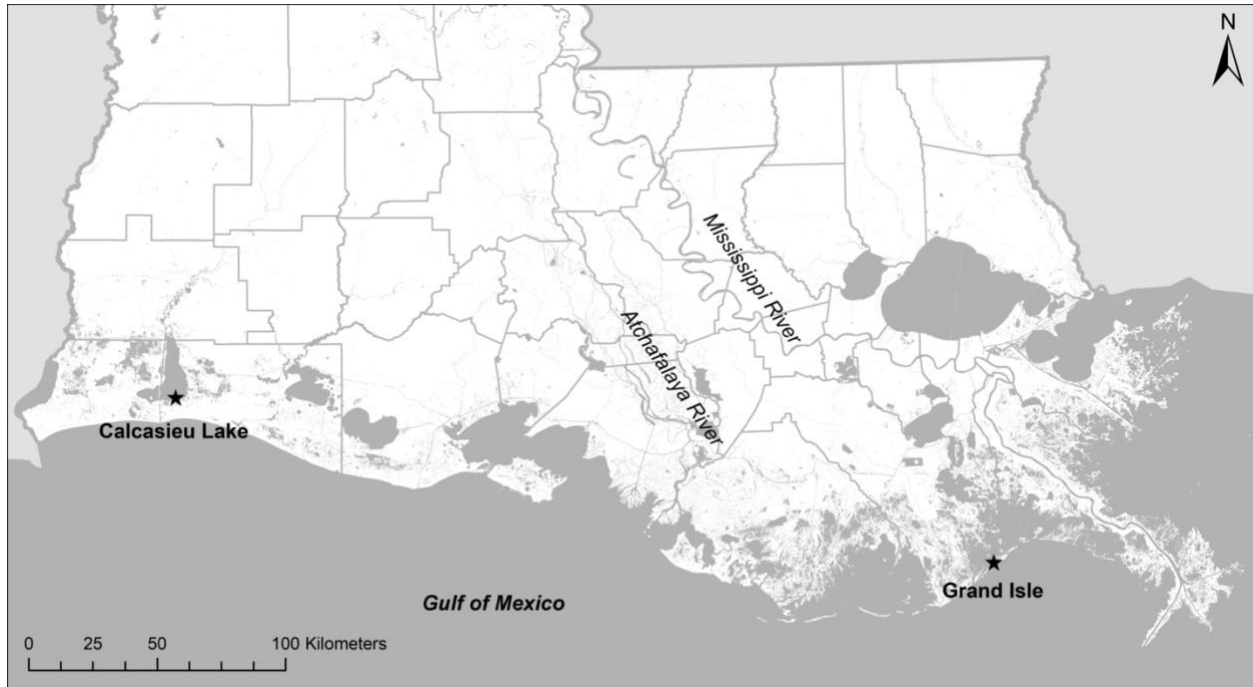 N
Mississippi River
Atchafalaya River
Calcasieu Lake
Grand Isle
Gulf of Mexico
0 25 50 100 Kilometers